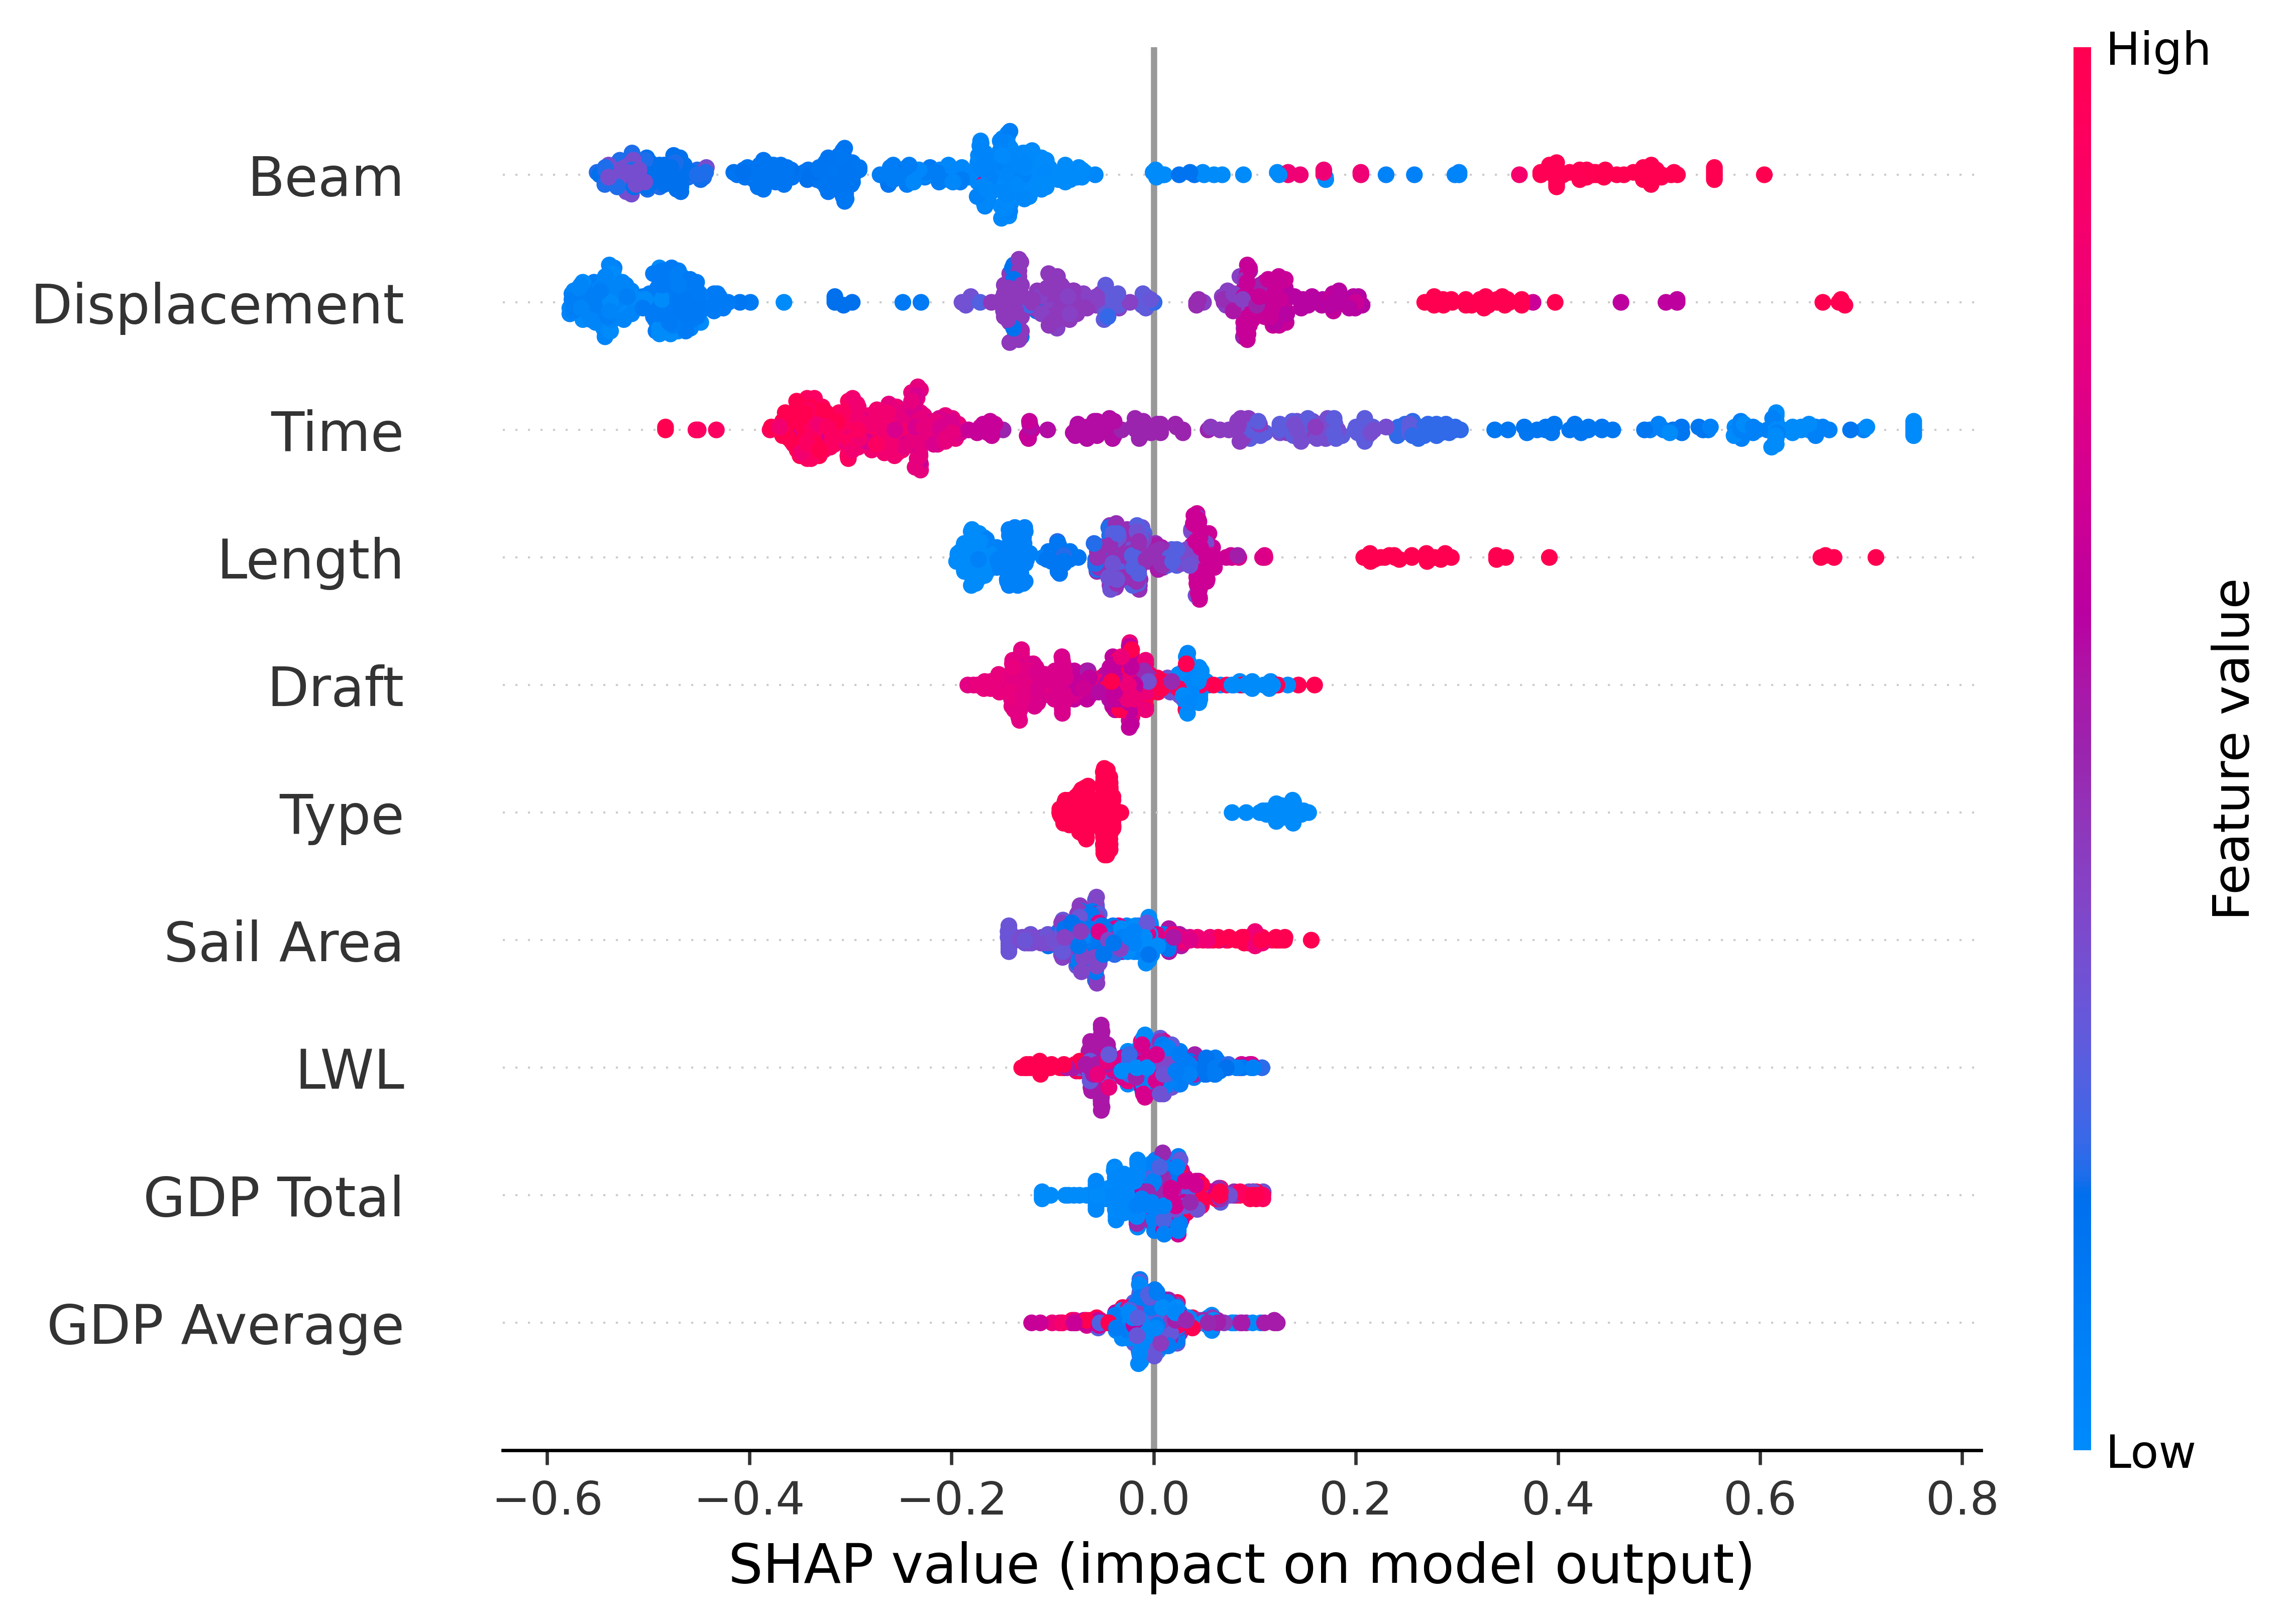 High
Beam
Displacement
Time
Length
Draft
Type
Sail Area
LWL
GDP Total
GDP Average
Feature value
Low
−0.6 −0.4 −0.2 0.0 0.2 0.4 0.6 0.8
SHAP value (impact on model output)